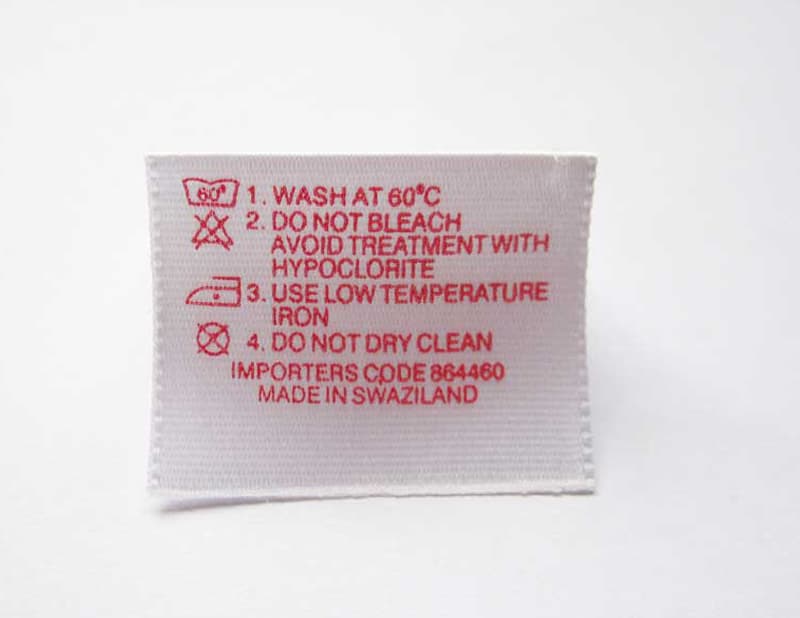 60° 1. WASH AT 60°C
2. DO NOT BLEACH
AVOID TREATMENT WITH
HYPOCLORITE
3. USE LOW TEMPERATURE
IRON
4. DO NOT DRY CLEAN
IMPORTERS CODE 864460
MADE IN SWAZILAND